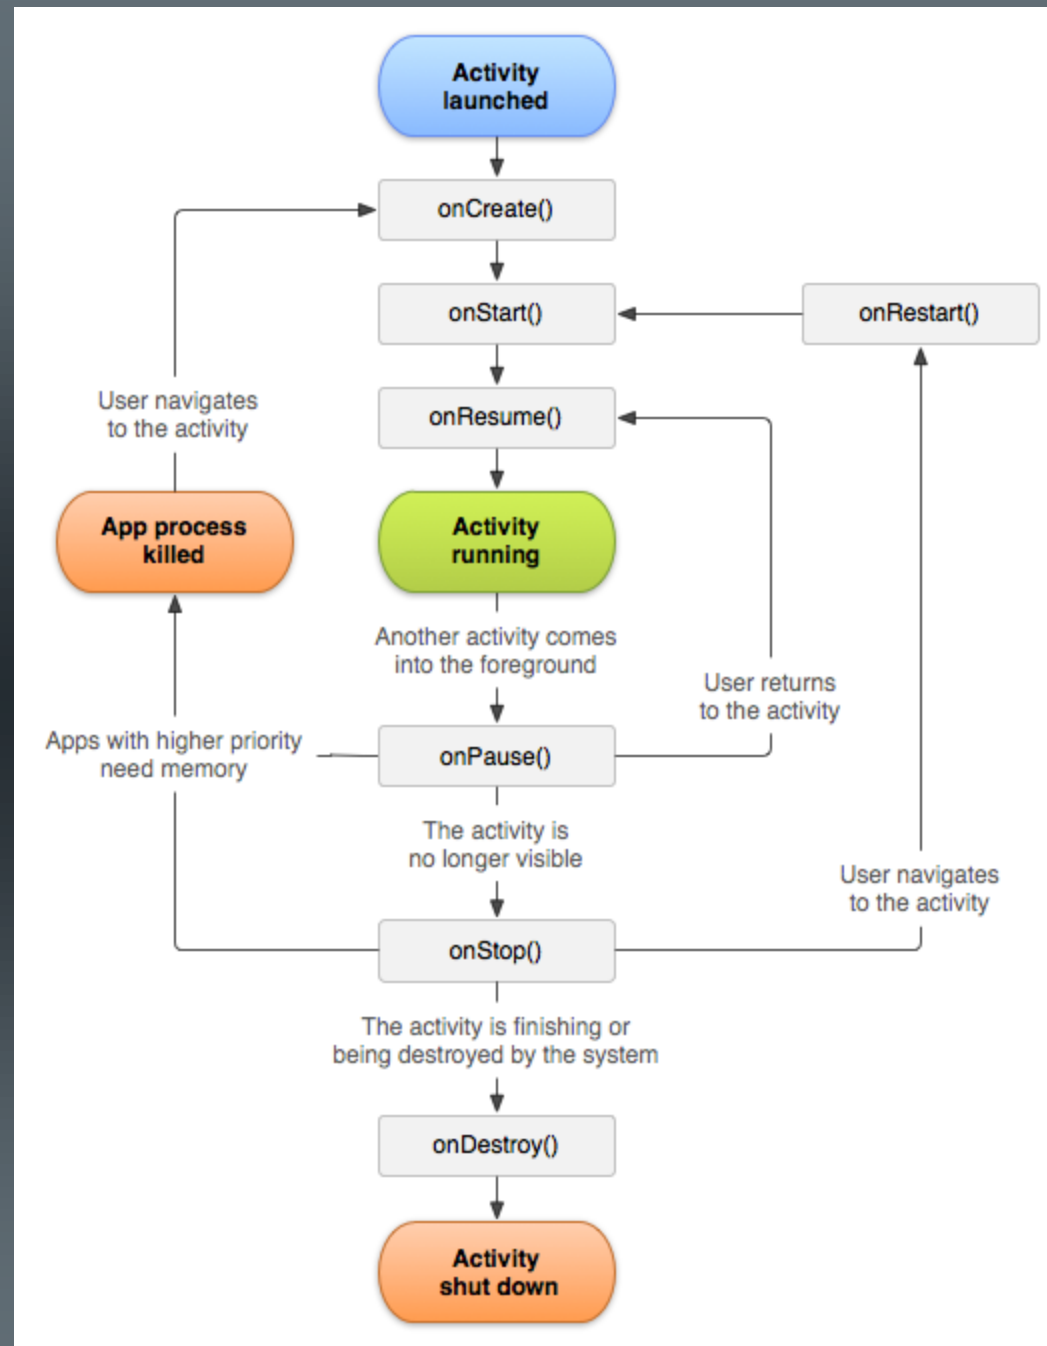 Activity
launched
onCreate()
onStart()
onRestart()
onResume()
User navigates
to the activity
App process
killed
Activity
running
Another activity comes
into the foreground
User returns
to the activity
Apps with higher priority
need memory
onPause()
The activity is
no longer visible
User navigates
to the activity
onStop()
The activity is finishing or
being destroyed by the system
onDestroy()
Activity
shut down